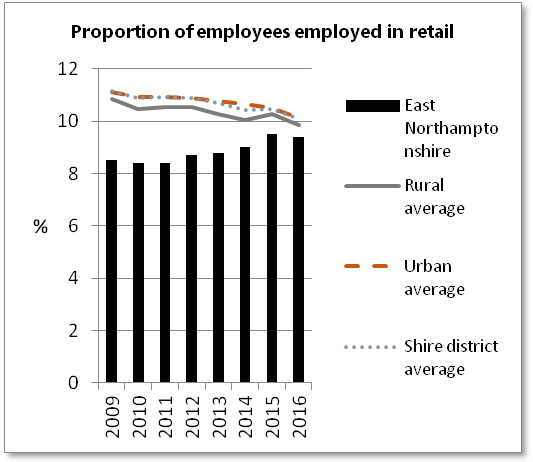 Proportion of employees employed in retail
12
10
8
6
4
2
0
%
2009
2010
2011
2012
2013
2014
2015
2016
East
Northampto
nshire
Rural
average
Urban
average
Shire district
average